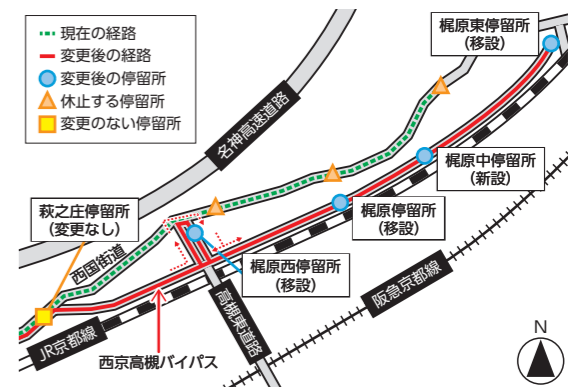 現在の経路
変更後の経路
変更後の停留所
休止する停留所
変更のない停留所
梶原東停留所
(移設)
名神高速道路
梶原中停留所
(新設)
萩之庄停留所
(変更なし)
梶原停留所
(移設)
西国街道
梶原西停留所
(移設)
阪急京都線
高槻東道路
JR京都線
西京高槻バイパス
N